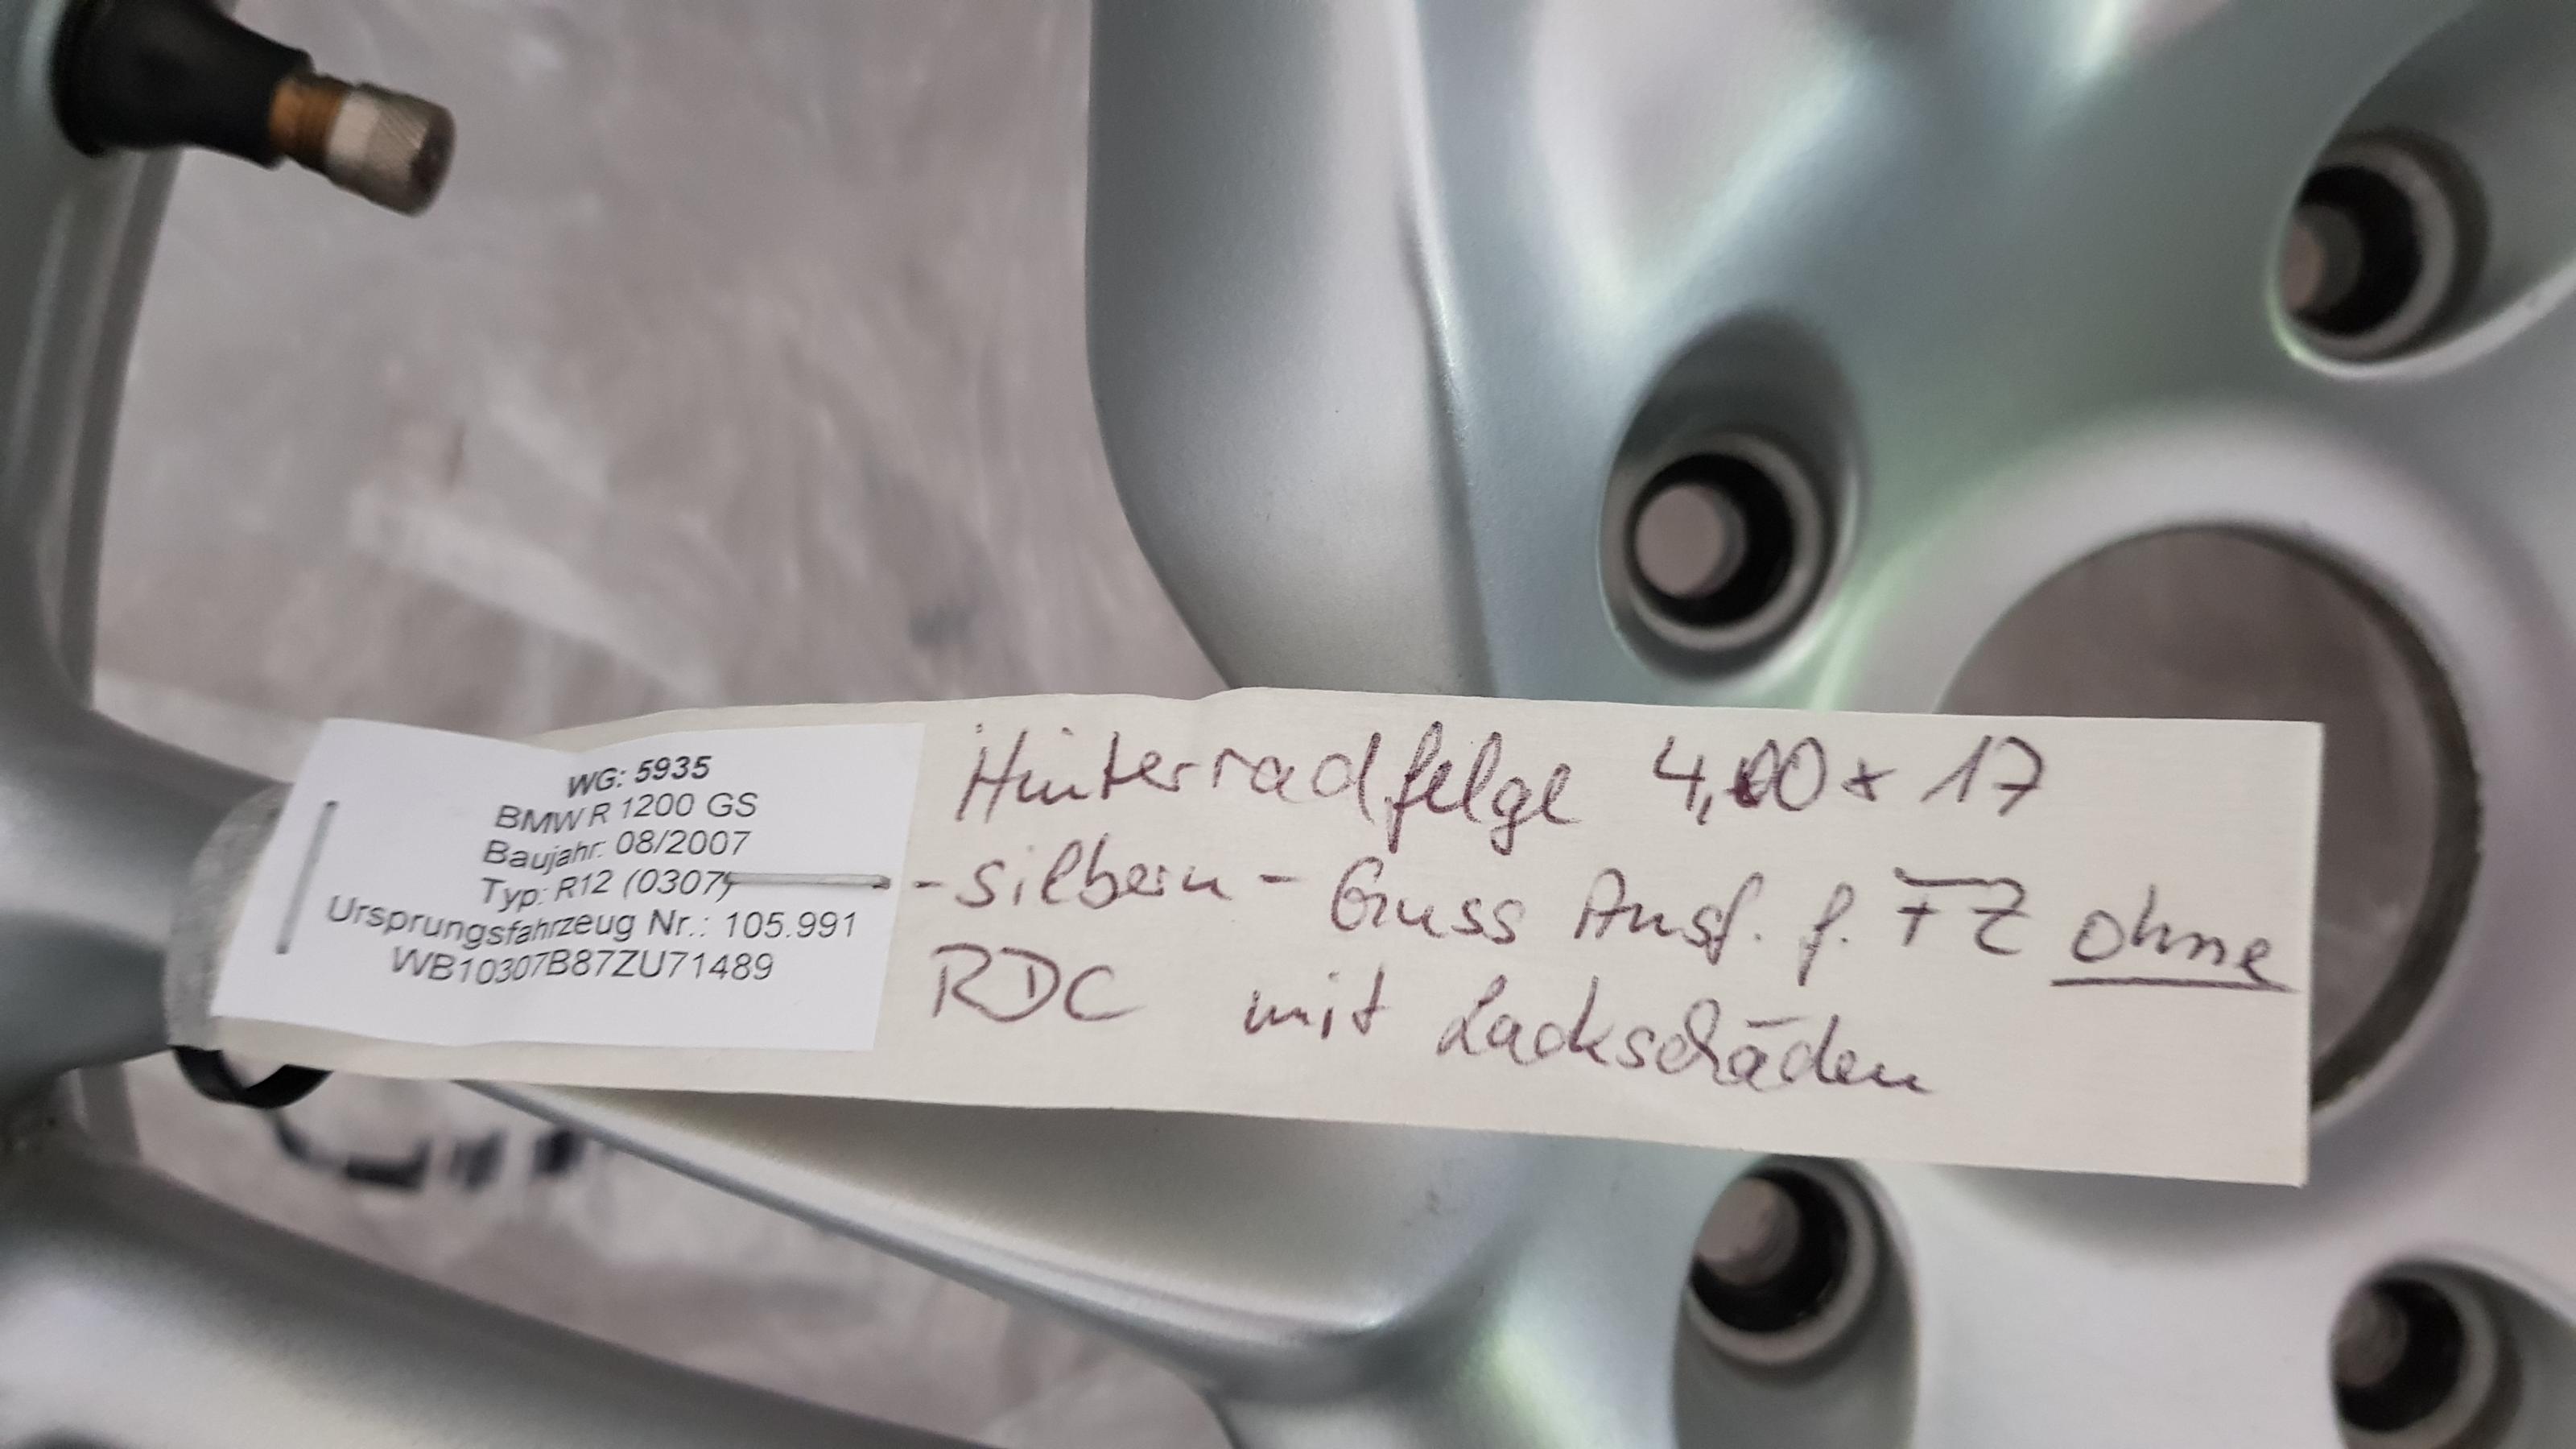 WG: 5935
BMW R 1200 GS
Baujahr: 08/2007
Typ: R12 (0307)
Ursprungsfahrzeug Nr.: 105.991
WB10307B87ZU71489
Hinterradfelge 4,00 x 17
-silbern- Guss Ausf. f. FZ ohne
RDC mit Lackschäden